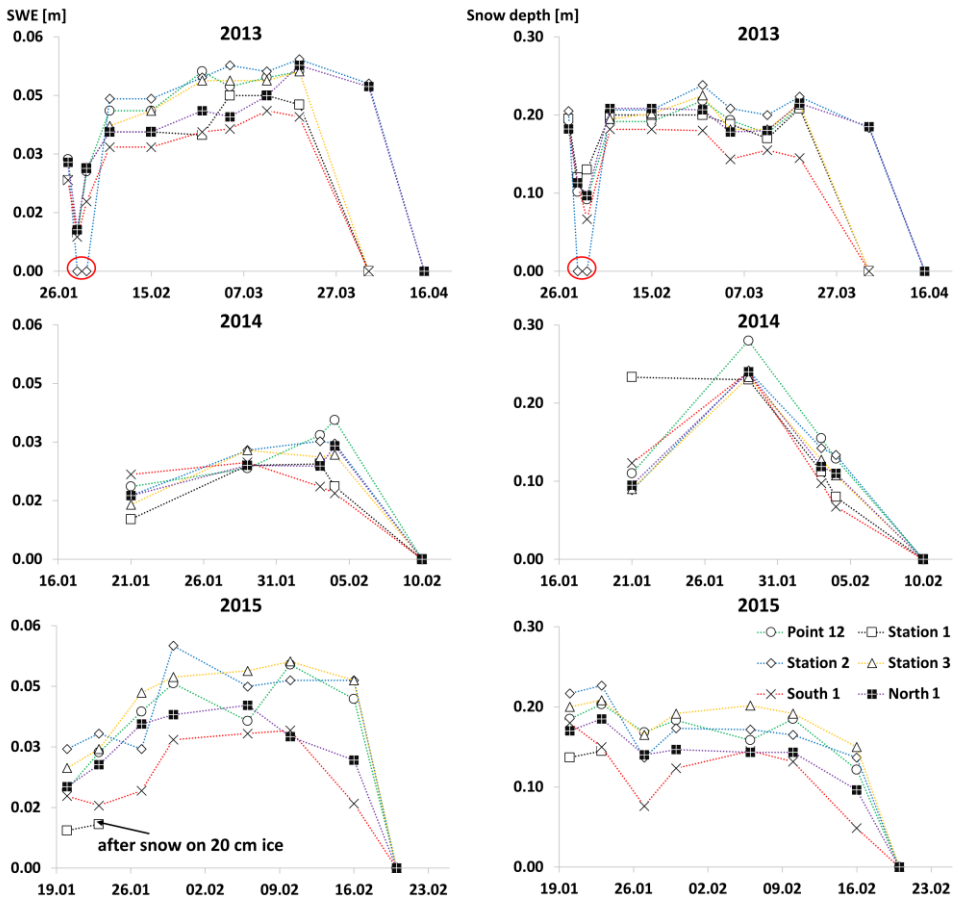 SWE [m]
Snow depth [m]
2013
2013
0.06
0.05
0.03
0.02
0.00
26.01 15.02 07.03 27.03 16.04
0.30
0.20
0.10
0.00
26.01 15.02 07.03 27.03 16.04
2014
2014
0.06
0.05
0.03
0.02
0.00
16.01 21.01 26.01 31.01 05.02 10.02
0.30
0.20
0.10
0.00
16.01 21.01 26.01 31.01 05.02 10.02
2015
2015
0.06
0.05
0.03
0.02
0.00
after snow on 20 cm ice
19.01 26.01 02.02 09.02 16.02 23.02
0.30
0.20
0.10
0.00
Point 12 Station 1
Station 2 Station 3
South 1 North 1
19.01 26.01 02.02 09.02 16.02 23.02